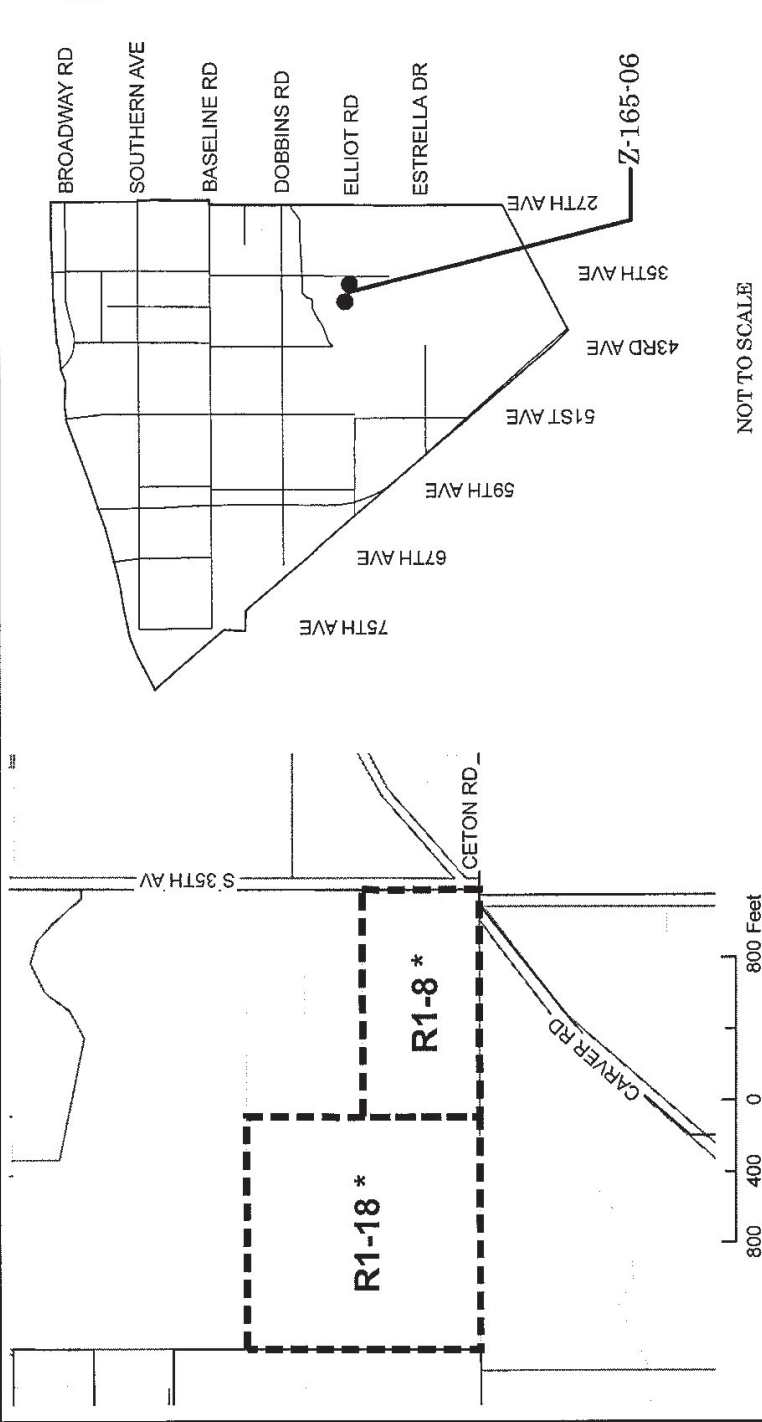 BROADWAY RD
SOUTHERN AVE
BASELINE RD
DOBBINS RD
ELLIOT RD
ESTRELLA DR
27TH AVE
35TH AVE
43RD AVE
51ST AVE
59TH AVE
67TH AVE
75TH AVE
Z-165-06
NOT TO SCALE
S 35TH AV
CETON RD
R1-8 *
R1-18 *
CARVER RD
800 400 0 800 Feet